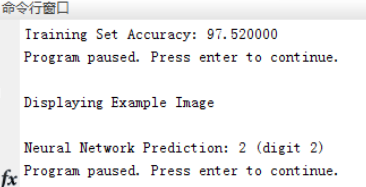 命令行窗口
Training Set Accuracy: 97.520000
Program paused. Press enter to continue.
Displaying Example Image
Neural Network Prediction: 2 (digit 2)
fx Program paused. Press enter to continue.